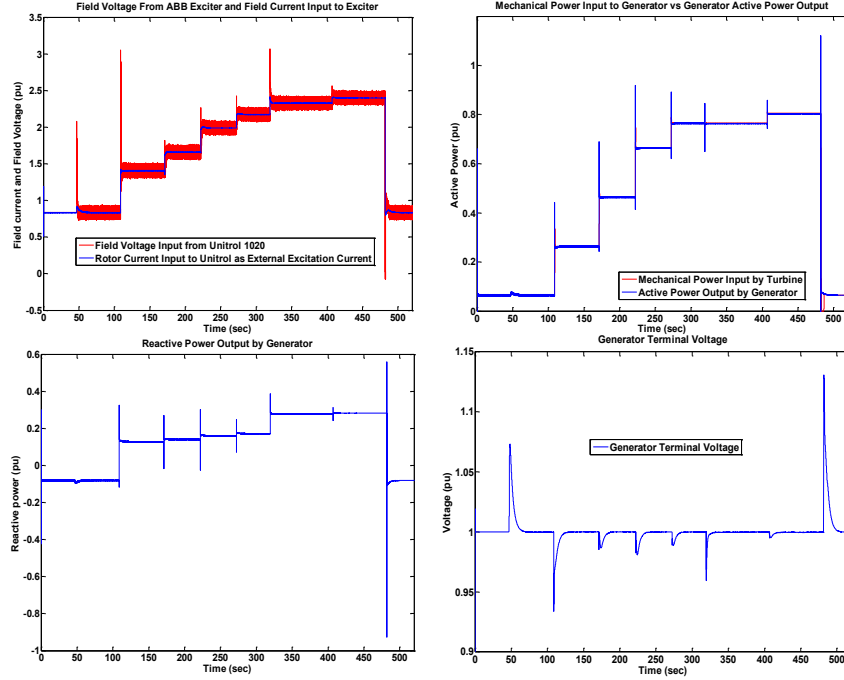 Field Voltage From ABB Exciter and Field Current Input to Exciter
3.5
3
2.5
2
1.5
1
0.5
0
-0.5
Field current and Field Voltage (pu)
Field Voltage Input from Unitrol 1020
Rotor Current Input to Unitrol as External Excitation Current
0 50 100 150 200 250 300 350 400 450 500
Time (sec)
Mechanical Power Input to Generator vs Generator Active Power Output
1
0.8
0.6
0.4
0.2
0
Active Power (pu)
Mechanical Power Input by Turbine
Active Power Output by Generator
0 50 100 150 200 250 300 350 400 450 500
Time (sec)
Reactive Power Output by Generator
0.6
0.4
0.2
0
-0.2
-0.4
-0.6
-0.8
-1
Reactive power (pu)
0 50 100 150 200 250 300 350 400 450 500
Time (sec)
Generator Terminal Voltage
1.15
1.1
1.05
1
0.95
0.9
Voltage (pu)
Generator Terminal Voltage
0 50 100 150 200 250 300 350 400 450 500
Time (sec)